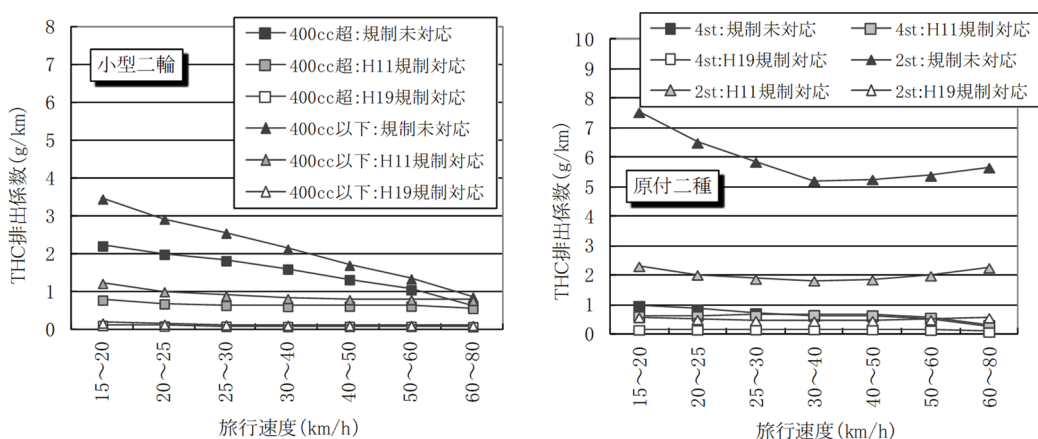 THC排出係数(g/km)
8
7
6
5
4
3
2
1
0
小型二輪
400cc超:規制未対応
400cc超:H11規制対応
400cc超:H19規制対応
400cc以下:規制未対応
400cc以下:H11規制対応
400cc以下:H19規制対応
15~20
20~25
25~30
30~40
40~50
50~60
60~80
旅行速度(km/h)
THC排出係数(g/km)
10
9
8
7
6
5
4
3
2
1
0
4st:規制未対応
4st:H11規制対応
4st:H19規制対応
2st:規制未対応
2st:H11規制対応
2st:H19規制対応
原付二種
15~20
20~25
25~30
30~40
40~50
50~60
60~80
旅行速度(km/h)